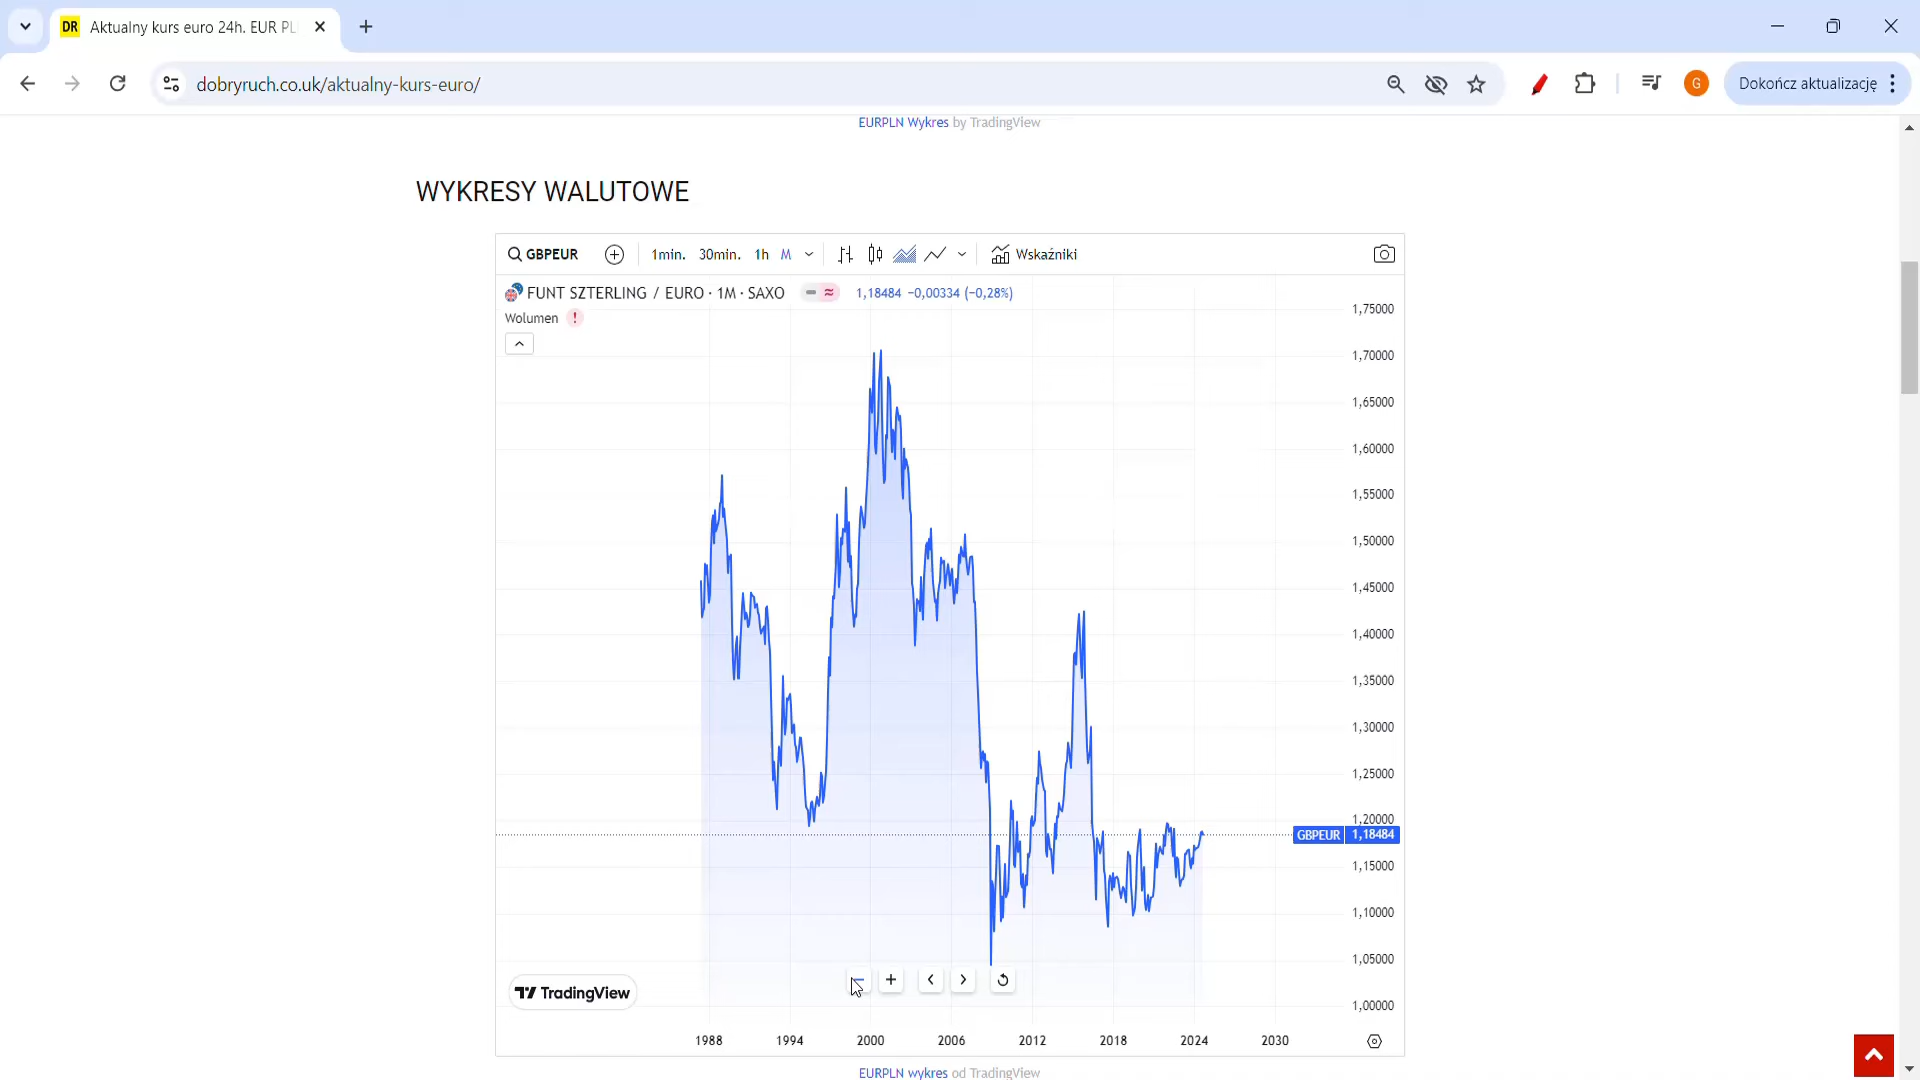 DR Aktualny kurs euro 24h. EUR PL
dobryruch.co.uk/aktualny-kurs-euro/
G
Dokończ aktualizację
EURPLN Wykres by TradingView
WYKRESY WALUTOWE
GBPEUR 1min. 30min. 1h M Wskaźniki
FUNT SZTERLING / EURO · 1M · SAXO 1,18484 −0,00334 (−0,28%)
Wolumen !
1,75000
1,70000
1,65000
1,60000
1,55000
1,50000
1,45000
1,40000
1,35000
1,30000
1,25000
1,20000
GBPEUR 1,18484
1,15000
1,10000
1,05000
1,00000
TradingView
1988 1994 2000 2006 2012 2018 2024 2030
EURPLN wykres od TradingView